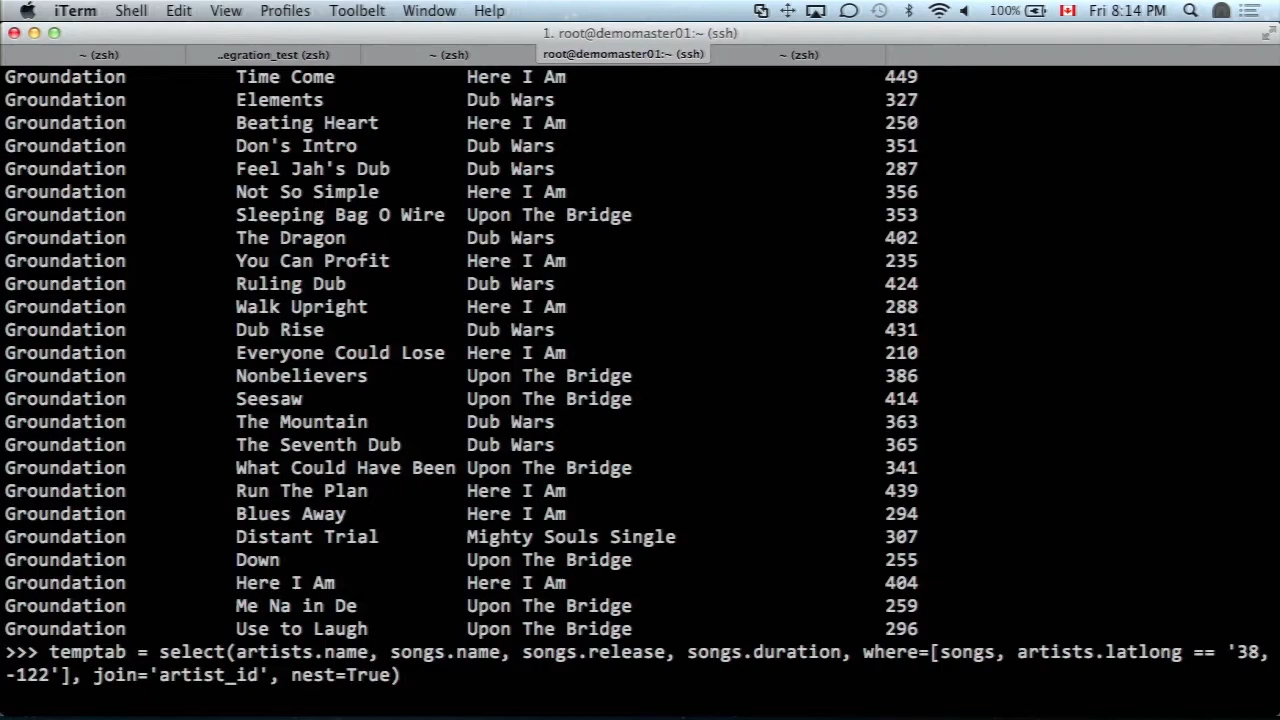 iTerm Shell Edit View Profiles Toolbelt Window Help 100% Fri 8:14 PM
1. root@demomaster01:~ (ssh)
~ (zsh) ..egration_test (zsh) ~ (zsh) root@demomaster01:~ (ssh) ~ (zsh)
Groundation Time Come Here I Am 449
Groundation Elements Dub Wars 327
Groundation Beating Heart Here I Am 250
Groundation Don's Intro Dub Wars 351
Groundation Feel Jah's Dub Dub Wars 287
Groundation Not So Simple Here I Am 356
Groundation Sleeping Bag O Wire Upon The Bridge 353
Groundation The Dragon Dub Wars 402
Groundation You Can Profit Here I Am 235
Groundation Ruling Dub Dub Wars 424
Groundation Walk Upright Here I Am 288
Groundation Dub Rise Dub Wars 431
Groundation Everyone Could Lose Here I Am 210
Groundation Nonbelievers Upon The Bridge 386
Groundation Seesaw Upon The Bridge 414
Groundation The Mountain Dub Wars 363
Groundation The Seventh Dub Dub Wars 365
Groundation What Could Have Been Upon The Bridge 341
Groundation Run The Plan Here I Am 439
Groundation Blues Away Here I Am 294
Groundation Distant Trial Mighty Souls Single 307
Groundation Down Upon The Bridge 255
Groundation Here I Am Here I Am 404
Groundation Me Na in De Upon The Bridge 259
Groundation Use to Laugh Upon The Bridge 296
>>> temptab = select(artists.name, songs.name, songs.release, songs.duration, where=[songs, artists.latlong == '38,
-122'], join='artist_id', nest=True)